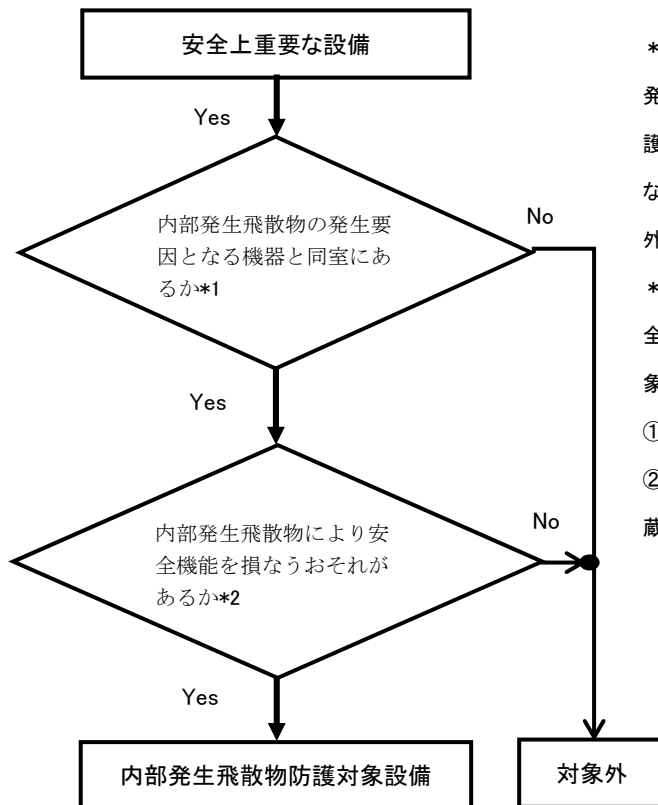 安全上重要な設備
Yes
内部発生飛散物の発生要
因となる機器と同室にあ
るか*1
No
Yes
内部発生飛散物により安
全機能を損なうおそれが
あるか*2
No
Yes
内部発生飛散物防護対象設備
対象外
*
発
護
な
外
*
全
象
①
②
蔵